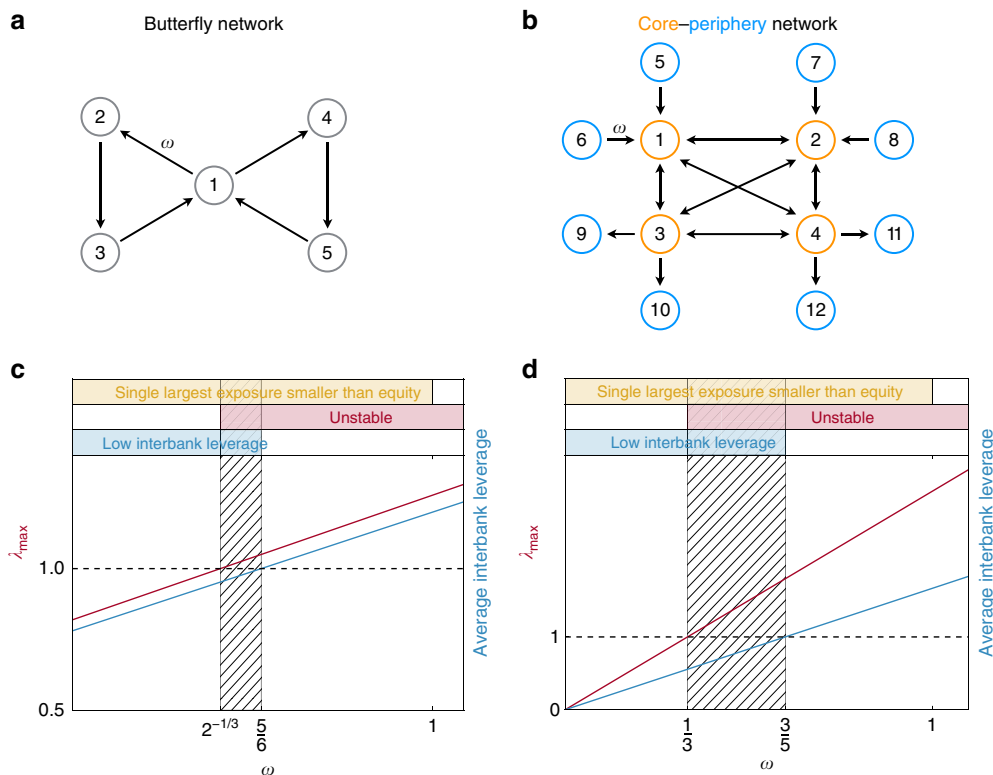 a
Butterfly network
2
4
ω
1
3
5
b
Core–periphery network
5
7
6
ω
1
2
8
9
3
4
11
10
12
c
Single largest exposure smaller than equity
Unstable
Low interbank leverage
λmax
1.0
0.5
2^−1/3
5/6
1
ω
Average interbank leverage
d
Single largest exposure smaller than equity
Unstable
Low interbank leverage
λmax
1
0
1/3
3/5
1
ω
Average interbank leverage